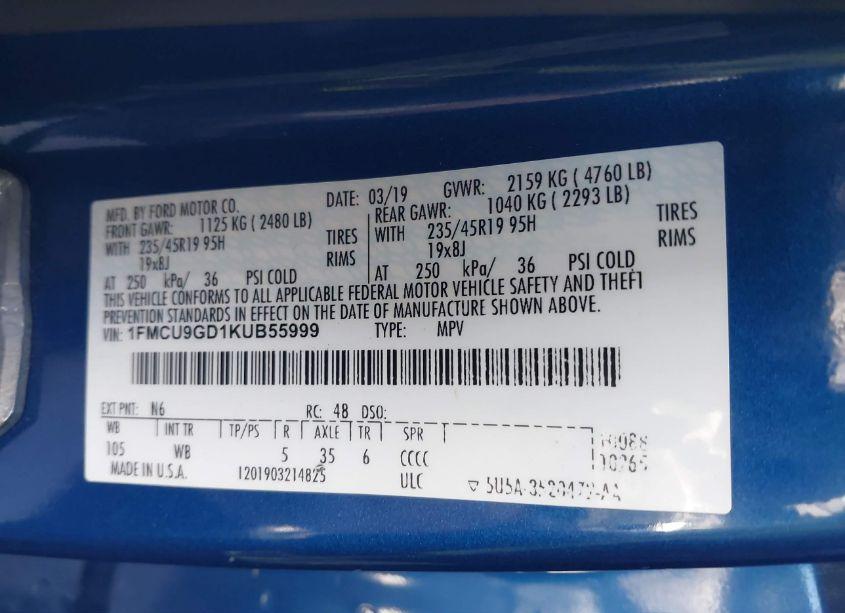 MFD. BY FORD MOTOR CO. DATE: 03/19 GVWR: 2159 KG ( 4760 LB)
FRONT GAWR: 1125 KG ( 2480 LB) REAR GAWR: 1040 KG ( 2293 LB)
WITH 235/45R19 95H TIRES WITH 235/45R19 95H TIRES
19x8J RIMS 19x8J RIMS
AT 250 kPa/ 36 PSI COLD AT 250 kPa/ 36 PSI COLD
THIS VEHICLE CONFORMS TO ALL APPLICABLE FEDERAL MOTOR VEHICLE SAFETY AND THEFT
PREVENTION STANDARDS IN EFFECT ON THE DATE OF MANUFACTURE SHOWN ABOVE.
VIN: 1FMCU9GD1KUB55999 TYPE: MPV
EXT PNT: N6 RC: 48 DSO:
WB INT TR TP/PS R AXLE TR SPR
105 WB 5 35 6 CCCC
MADE IN U.S.A. 1201903214825 ULC